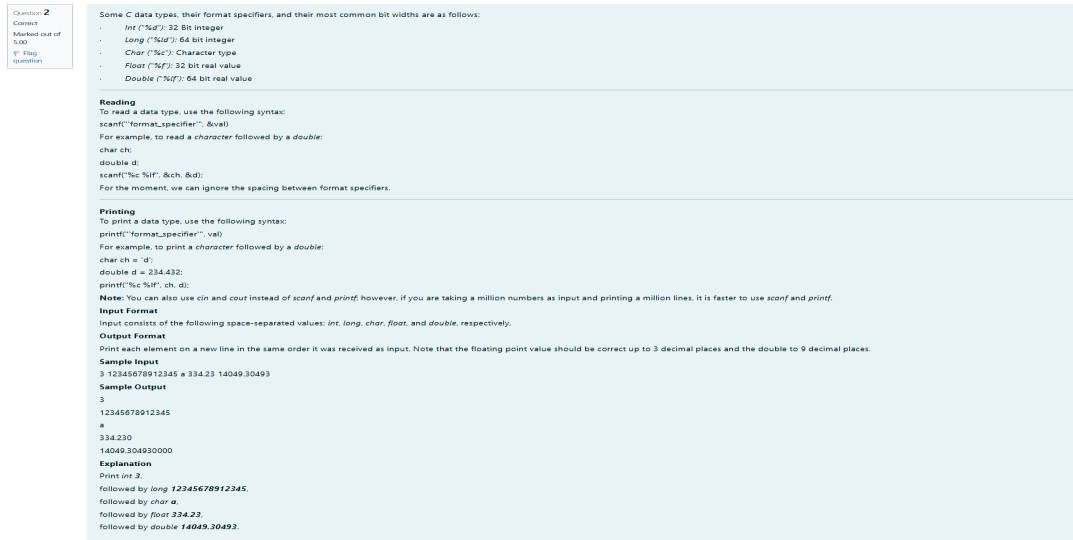 Question 2
Correct
Marked out of
5.00
Flag
question
Some C data types, their format specifiers, and their most common bit widths are as follows:
· Int ("%d"): 32 Bit integer
· Long ("%ld"): 64 bit integer
· Char ("%c"): Character type
· Float ("%f"): 32 bit real value
· Double ("%lf"): 64 bit real value
Reading
To read a data type, use the following syntax:
scanf("`format_specifier`", &val)
For example, to read a character followed by a double:
char ch;
double d;
scanf("%c %lf", &ch, &d);
For the moment, we can ignore the spacing between format specifiers.
Printing
To print a data type, use the following syntax:
printf("`format_specifier`", val)
For example, to print a character followed by a double:
char ch = 'd';
double d = 234.432;
printf("%c %lf", ch, d);
Note: You can also use cin and cout instead of scanf and printf; however, if you are taking a million numbers as input and printing a million lines, it is faster to use scanf and printf.
Input Format
Input consists of the following space-separated values: int, long, char, float, and double, respectively.
Output Format
Print each element on a new line in the same order it was received as input. Note that the floating point value should be correct up to 3 decimal places and the double to 9 decimal places.
Sample Input
3 12345678912345 a 334.23 14049.30493
Sample Output
3
12345678912345
a
334.230
14049.304930000
Explanation
Print int 3,
followed by long 12345678912345,
followed by char a,
followed by float 334.23,
followed by double 14049.30493.